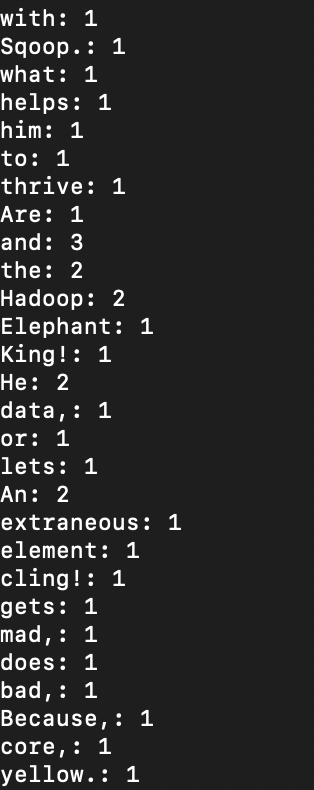 with: 1
Sqoop.: 1
what: 1
helps: 1
him: 1
to: 1
thrive: 1
Are: 1
and: 3
the: 2
Hadoop: 2
Elephant: 1
King!: 1
He: 2
data,: 1
or: 1
lets: 1
An: 2
extraneous: 1
element: 1
cling!: 1
gets: 1
mad,: 1
does: 1
bad,: 1
Because,: 1
core,: 1
yellow.: 1